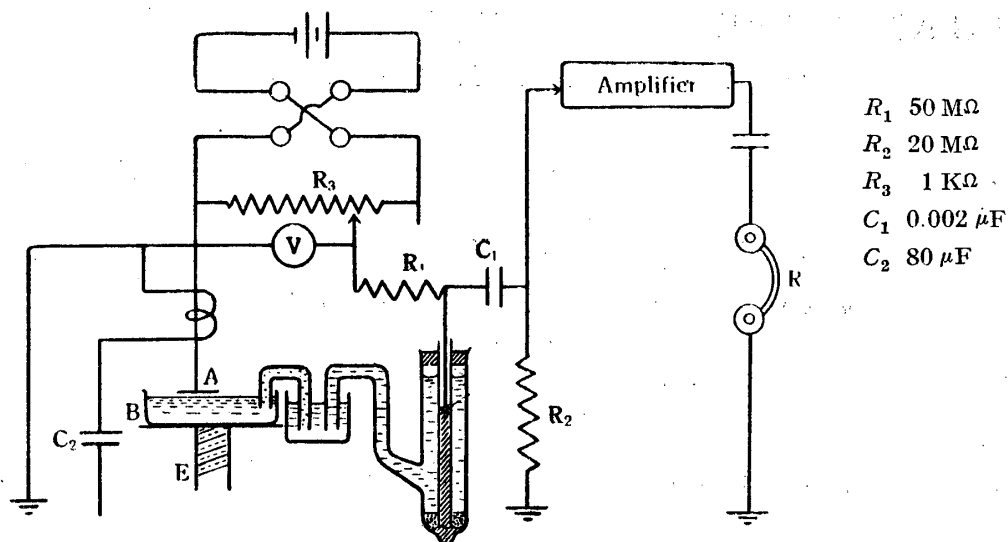 Amplifier
R₁ 50 MΩ
R₂ 20 MΩ
R₃ 1 KΩ
C₁ 0.002 μF
C₂ 80 μF
R₃
V
R₁
C₁
R
A
B
C₂
R₂
E